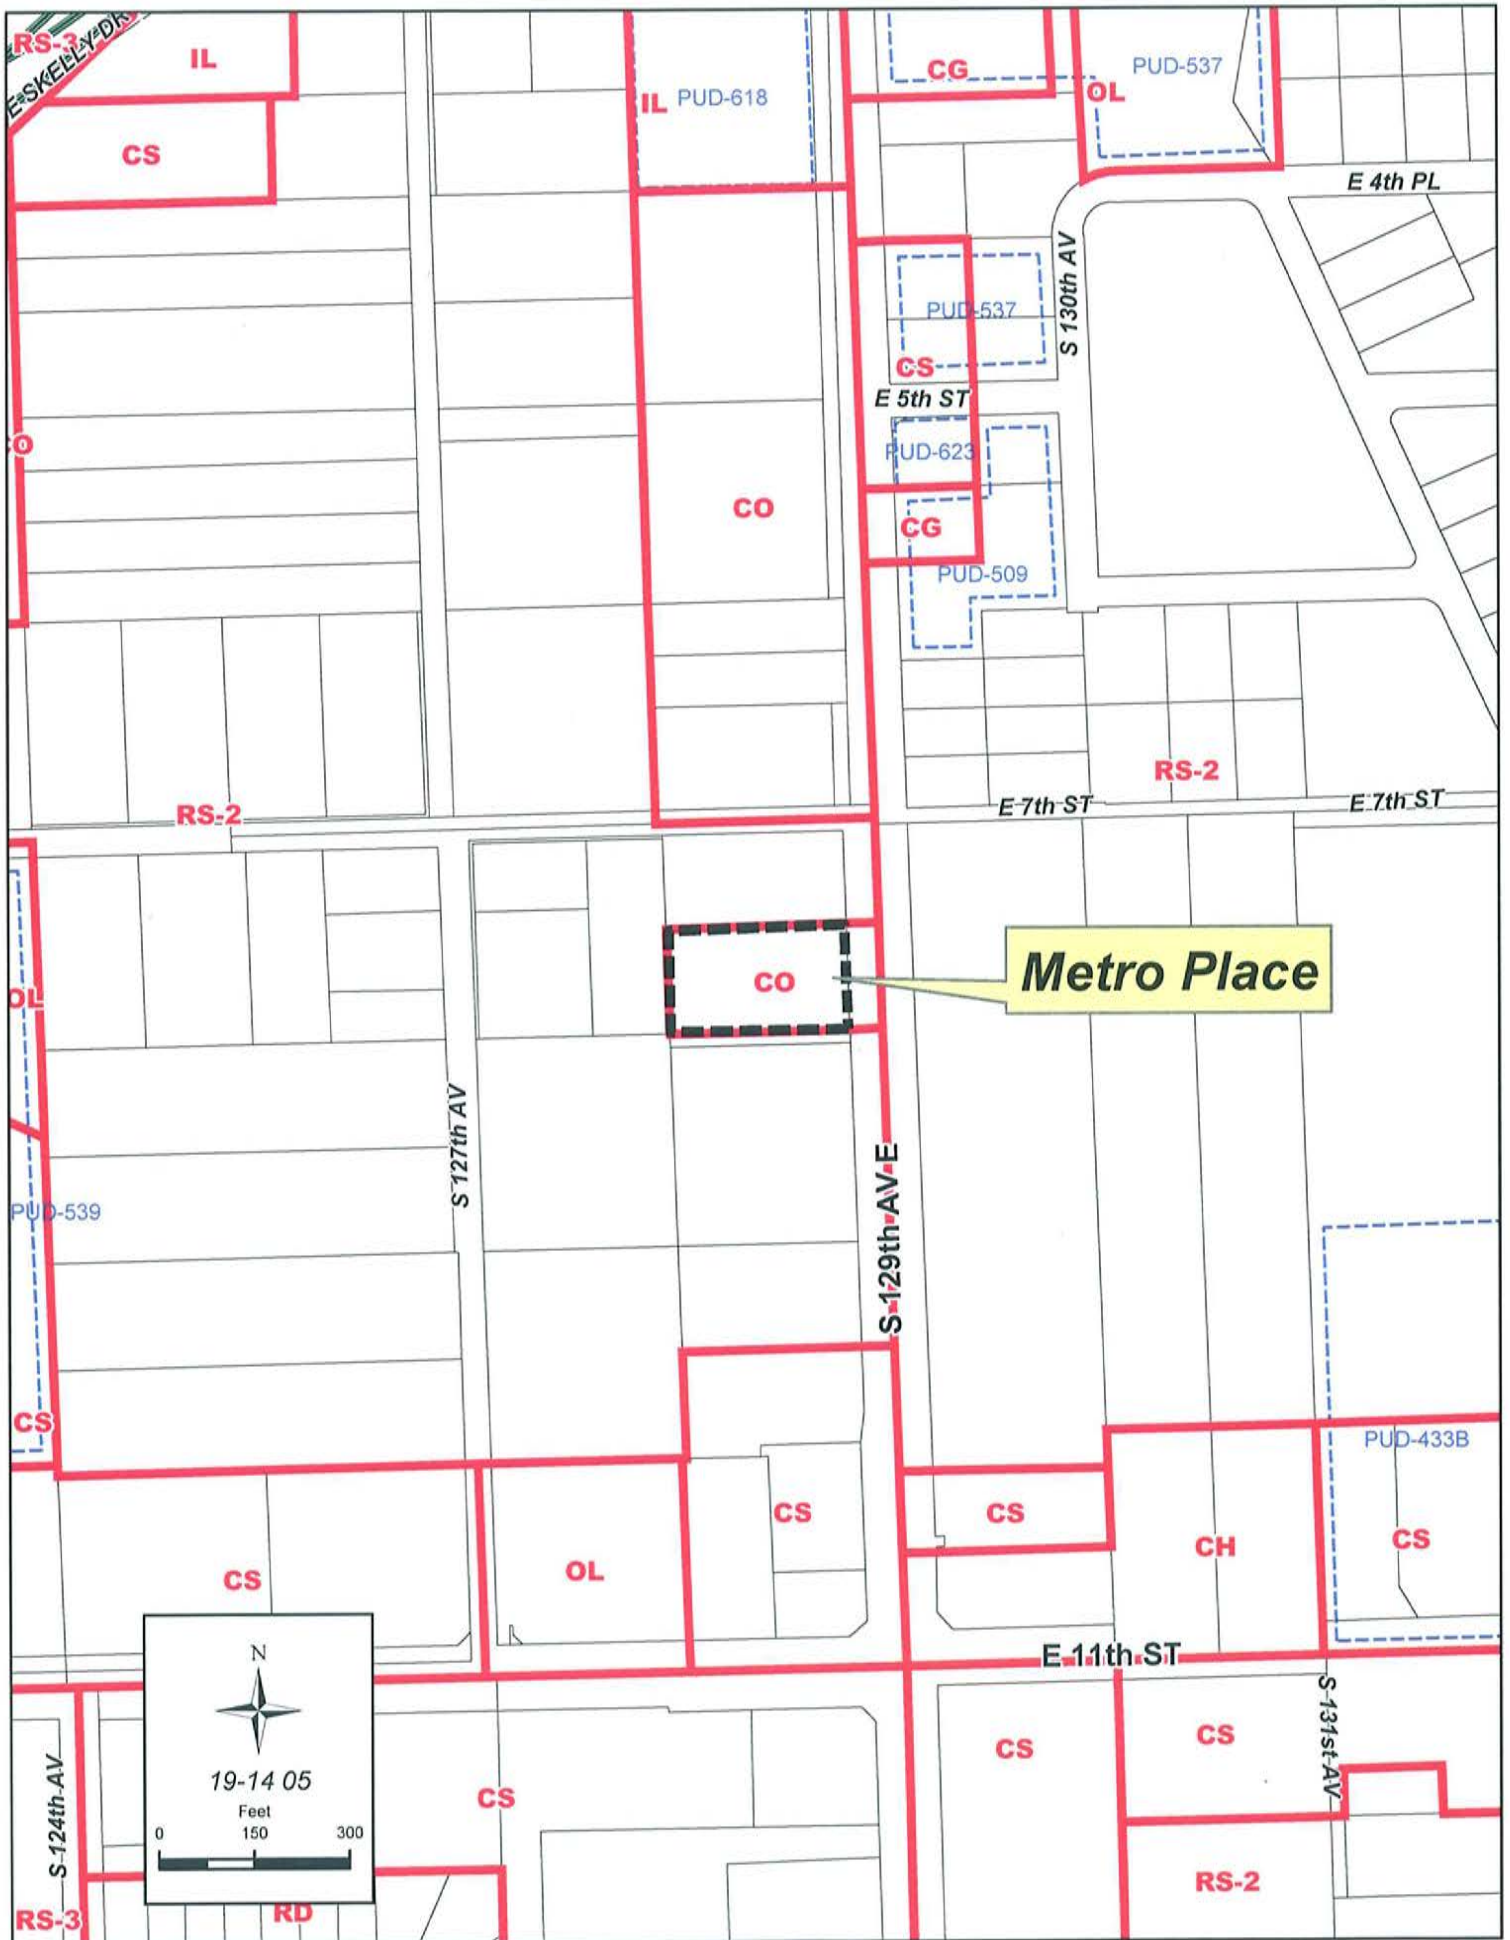 RS-3
E SKELLY DR
IL
CS
IL
PUD-618
CG
OL
PUD-537
E 4th PL
S 130th AV
PUD-537
CS
E 5th ST
PUD-623
CG
PUD-509
CO
CO
RS-2
RS-2
E 7th ST
E 7th ST
OL
CO
Metro Place
S 127th AV
S 129th AV E
PUD-539
CS
PUD-433B
CS
CS
CH
CS
OL
CS
E 11th ST
N
19-14 05
Feet
0 150 300
S 124th AV
CS
CS
CS
S 131st AV
RS-2
RS-3
RD